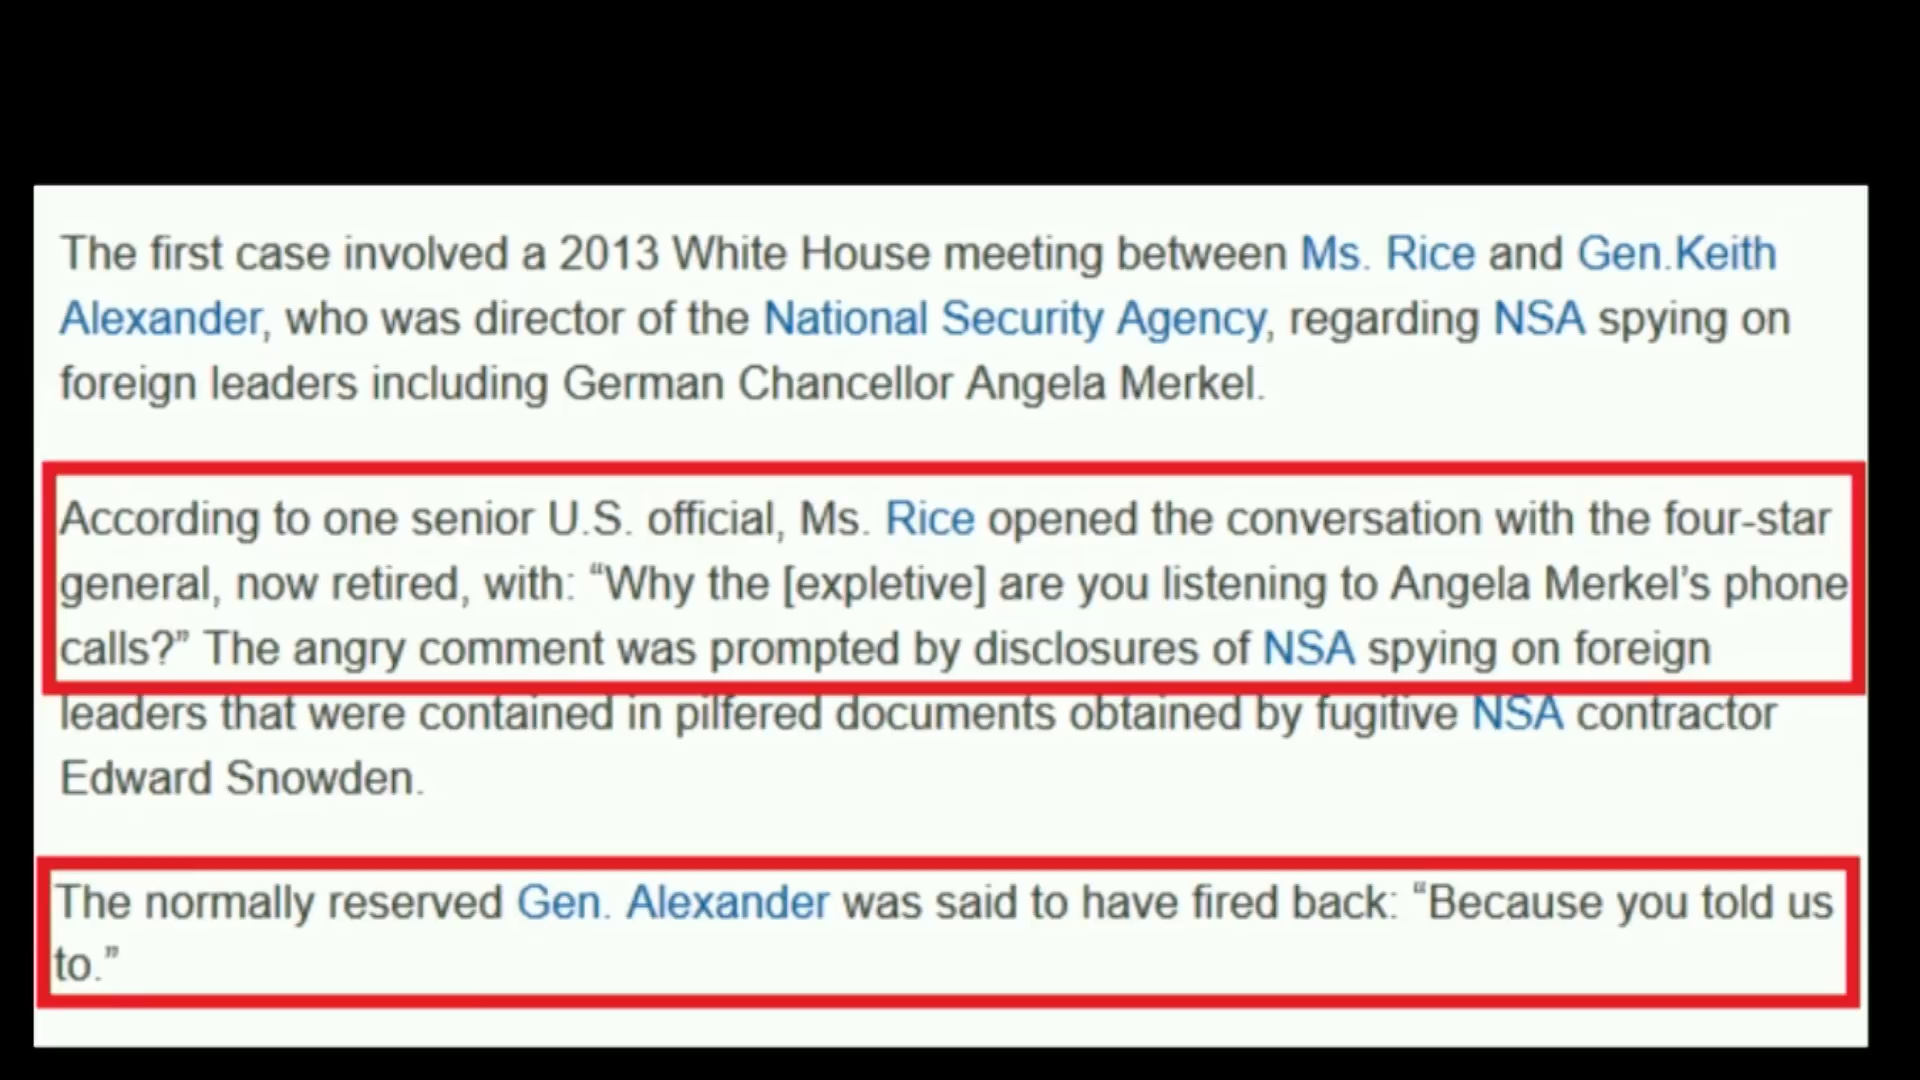 The first case involved a 2013 White House meeting between Ms. Rice and Gen.Keith
Alexander, who was director of the National Security Agency, regarding NSA spying on
foreign leaders including German Chancellor Angela Merkel.
According to one senior U.S. official, Ms. Rice opened the conversation with the four-star
general, now retired, with: “Why the [expletive] are you listening to Angela Merkel’s phone
calls?” The angry comment was prompted by disclosures of NSA spying on foreign
leaders that were contained in pilfered documents obtained by fugitive NSA contractor
Edward Snowden.
The normally reserved Gen. Alexander was said to have fired back: “Because you told us
to.”